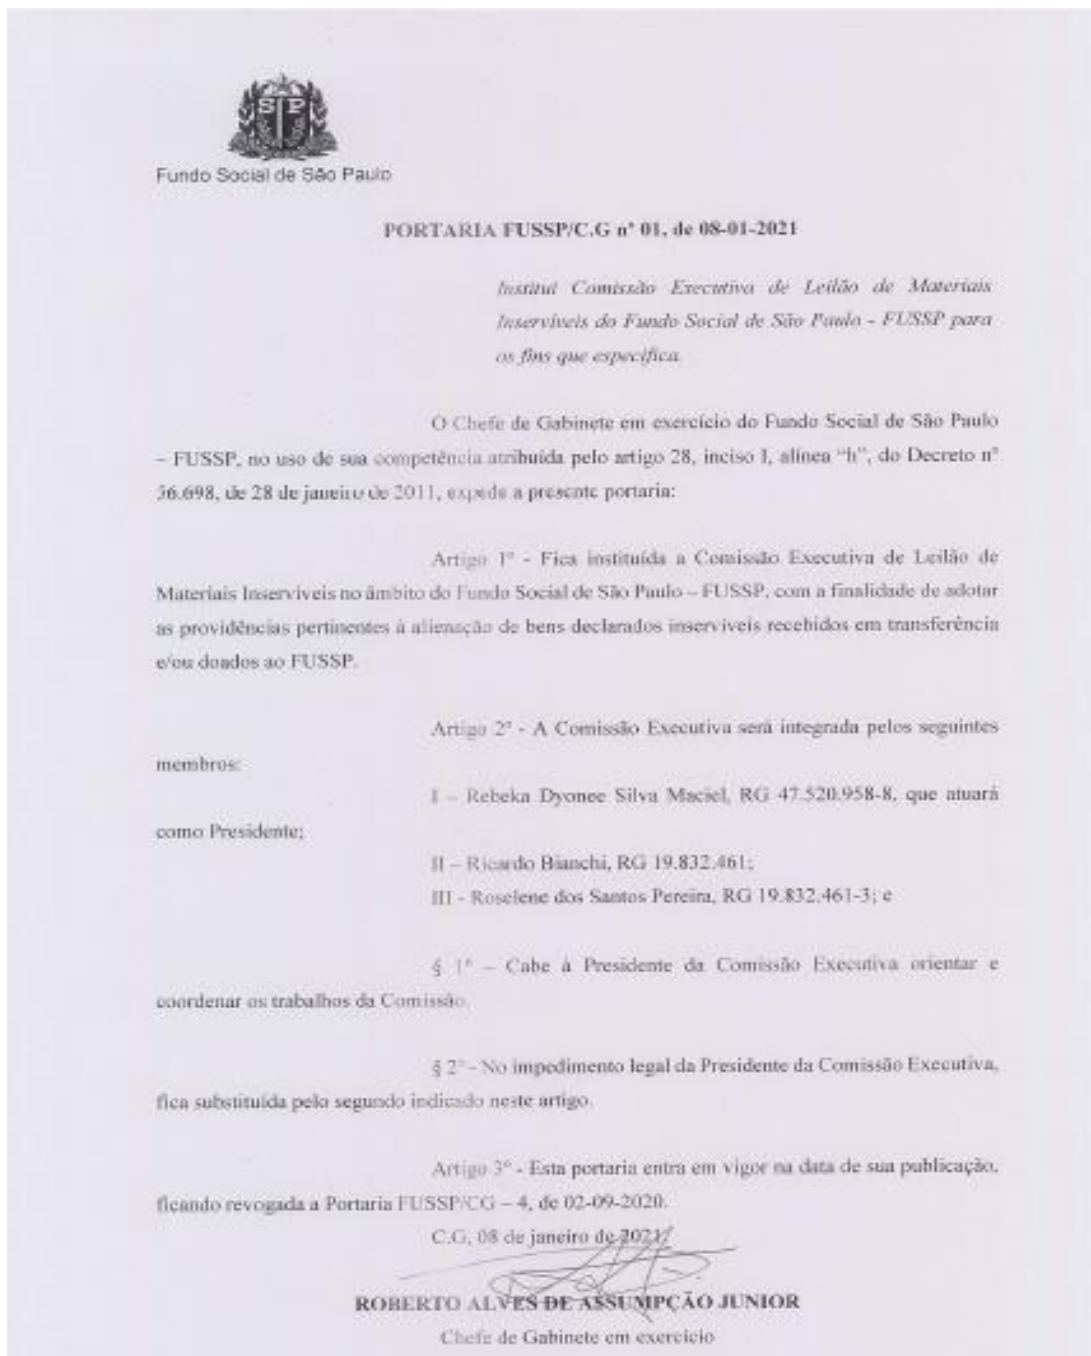 SP
Fundo Social de São Paulo
PORTARIA FUSSP/C.G nº 01, de 08-01-2021
Institui Comissão Executiva de Leilão de Materiais
Inservíveis do Fundo Social de São Paulo - FUSSP para
os fins que especifica.
O Chefe de Gabinete em exercício do Fundo Social de São Paulo
– FUSSP, no uso de sua competência atribuída pelo artigo 28, inciso I, alínea “h”, do Decreto nº
56.698, de 28 de janeiro de 2011, expede a presente portaria:
Artigo 1º - Fica instituída a Comissão Executiva de Leilão de
Materiais Inservíveis no âmbito do Fundo Social de São Paulo – FUSSP, com a finalidade de adotar
as providências pertinentes à alienação de bens declarados inservíveis recebidos em transferência
e/ou doados ao FUSSP.
Artigo 2º - A Comissão Executiva será integrada pelos seguintes
membros:
I – Rebeka Dyonee Silva Maciel, RG 47.520.958-8, que atuará
como Presidente;
II – Ricardo Bianchi, RG 19.832.461;
III - Roselene dos Santos Pereira, RG 19.832.461-3; e
§ 1º – Cabe à Presidente da Comissão Executiva orientar e
coordenar os trabalhos da Comissão.
§ 2º - No impedimento legal da Presidente da Comissão Executiva,
fica substituída pelo segundo indicado neste artigo.
Artigo 3º - Esta portaria entra em vigor na data de sua publicação,
ficando revogada a Portaria FUSSP/CG – 4, de 02-09-2020.
C.G, 08 de janeiro de 2021
ROBERTO ALVES DE ASSUMPÇÃO JUNIOR
Chefe de Gabinete em exercício